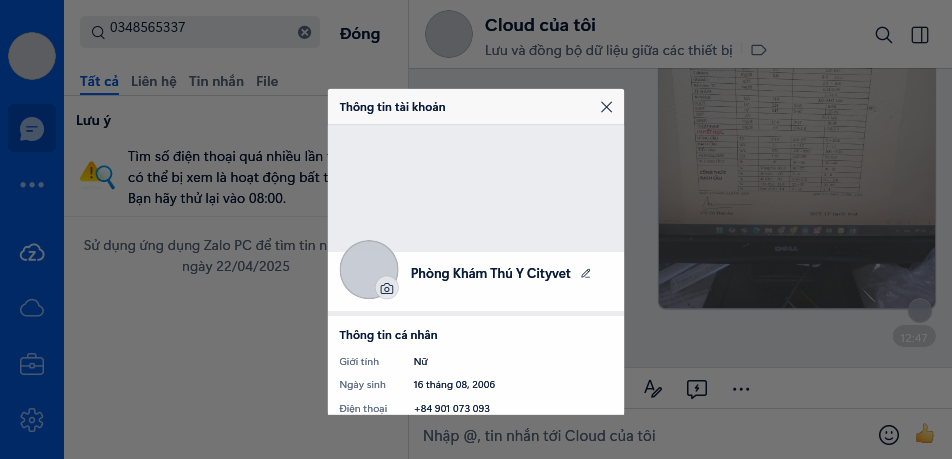 0348565337
Đóng
Tất cả Liên hệ Tin nhắn File
Lưu ý
Tìm số điện thoại quá nhiều lần
có thể bị xem là hoạt động bất t
Bạn hãy thử lại vào 08:00.
Sử dụng ứng dụng Zalo PC để tìm tin n
ngày 22/04/2025
Cloud của tôi
Lưu và đồng bộ dữ liệu giữa các thiết bị
Thông tin tài khoản
Phòng Khám Thú Y Cityvet
Thông tin cá nhân
Giới tính Nữ
Ngày sinh 16 tháng 08, 2006
Điện thoại +84 901 073 093
DELL
12:47
Nhập @, tin nhắn tới Cloud của tôi